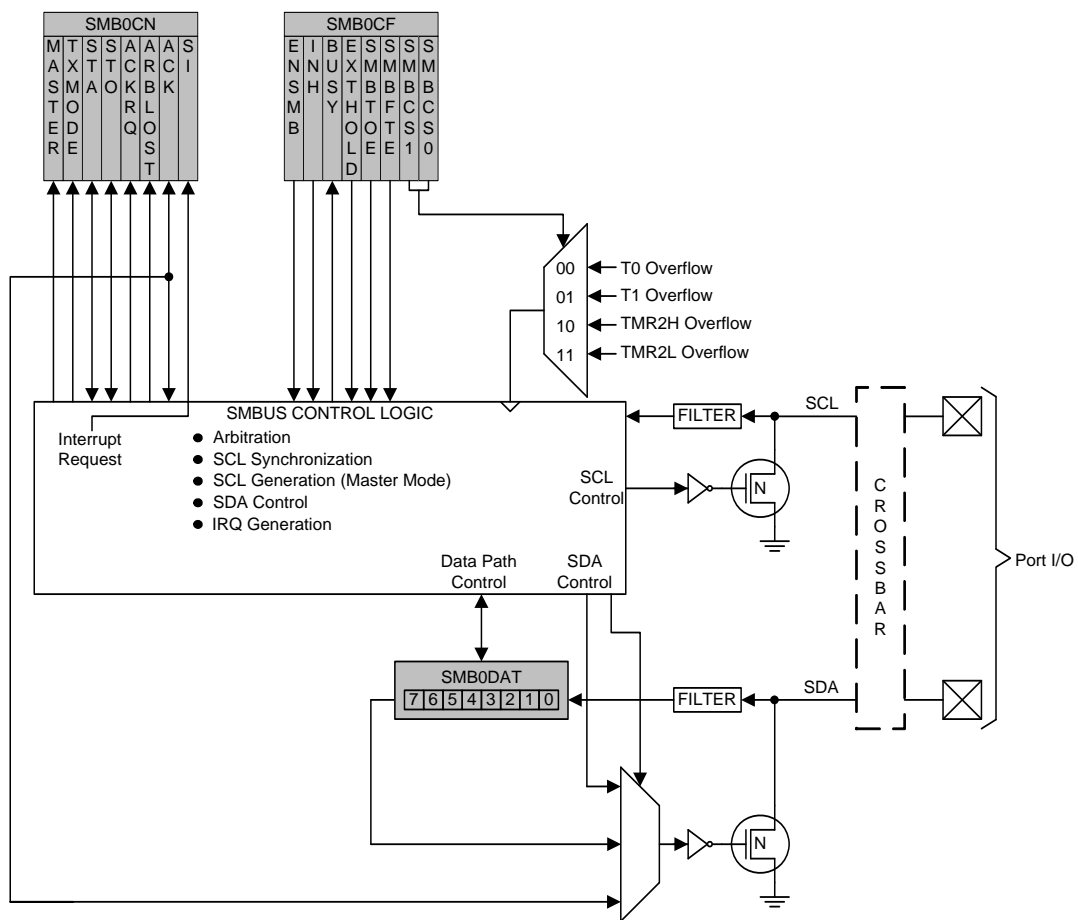 SMB0CN
MASTER
TXMODE
STA
STO
ACKRQ
ARBLOST
ACK
SI
SMB0CF
ENSMB
INH
BUSY
EXTHOLD
SMBTOE
SMBFTE
SMBCS1
SMBCS0
00
01
10
11
T0 Overflow
T1 Overflow
TMR2H Overflow
TMR2L Overflow
SMBUS CONTROL LOGIC
Interrupt
Request
● Arbitration
● SCL Synchronization
● SCL Generation (Master Mode)
● SDA Control
● IRQ Generation
SCL
Control
Data Path
Control
SDA
Control
FILTER
SCL
N
CROSSBAR
Port I/O
SMB0DAT
7 6 5 4 3 2 1 0
FILTER
SDA
N